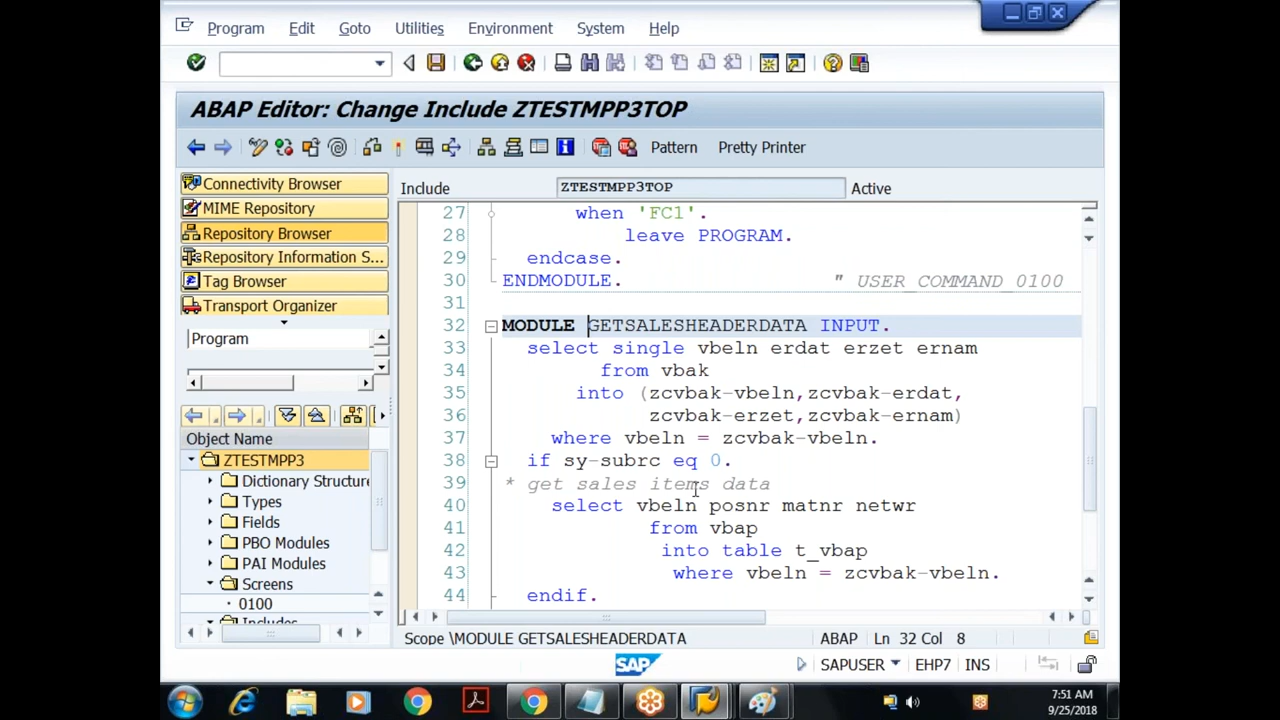 Program Edit Goto Utilities Environment System Help
ABAP Editor: Change Include ZTESTMPP3TOP
Pattern Pretty Printer
Connectivity Browser
MIME Repository
Repository Browser
Repository Information S...
Tag Browser
Transport Organizer
Program
Object Name
ZTESTMPP3
Dictionary Structure
Types
Fields
PBO Modules
PAI Modules
Screens
0100
Includes
Include ZTESTMPP3TOP Active
27 when 'FC1'.
28 leave PROGRAM.
29 endcase.
30 ENDMODULE. " USER_COMMAND_0100
31
32 MODULE GETSALESHEADERDATA INPUT.
33 select single vbeln erdat erzet ernam
34 from vbak
35 into (zcvbak-vbeln,zcvbak-erdat,
36 zcvbak-erzet,zcvbak-ernam)
37 where vbeln = zcvbak-vbeln.
38 if sy-subrc eq 0.
39 * get sales items data
40 select vbeln posnr matnr netwr
41 from vbap
42 into table t_vbap
43 where vbeln = zcvbak-vbeln.
44 endif.
Scope \MODULE GETSALESHEADERDATA ABAP Ln 32 Col 8
SAP SAPUSER EHP7 INS
7:51 AM
9/25/2018